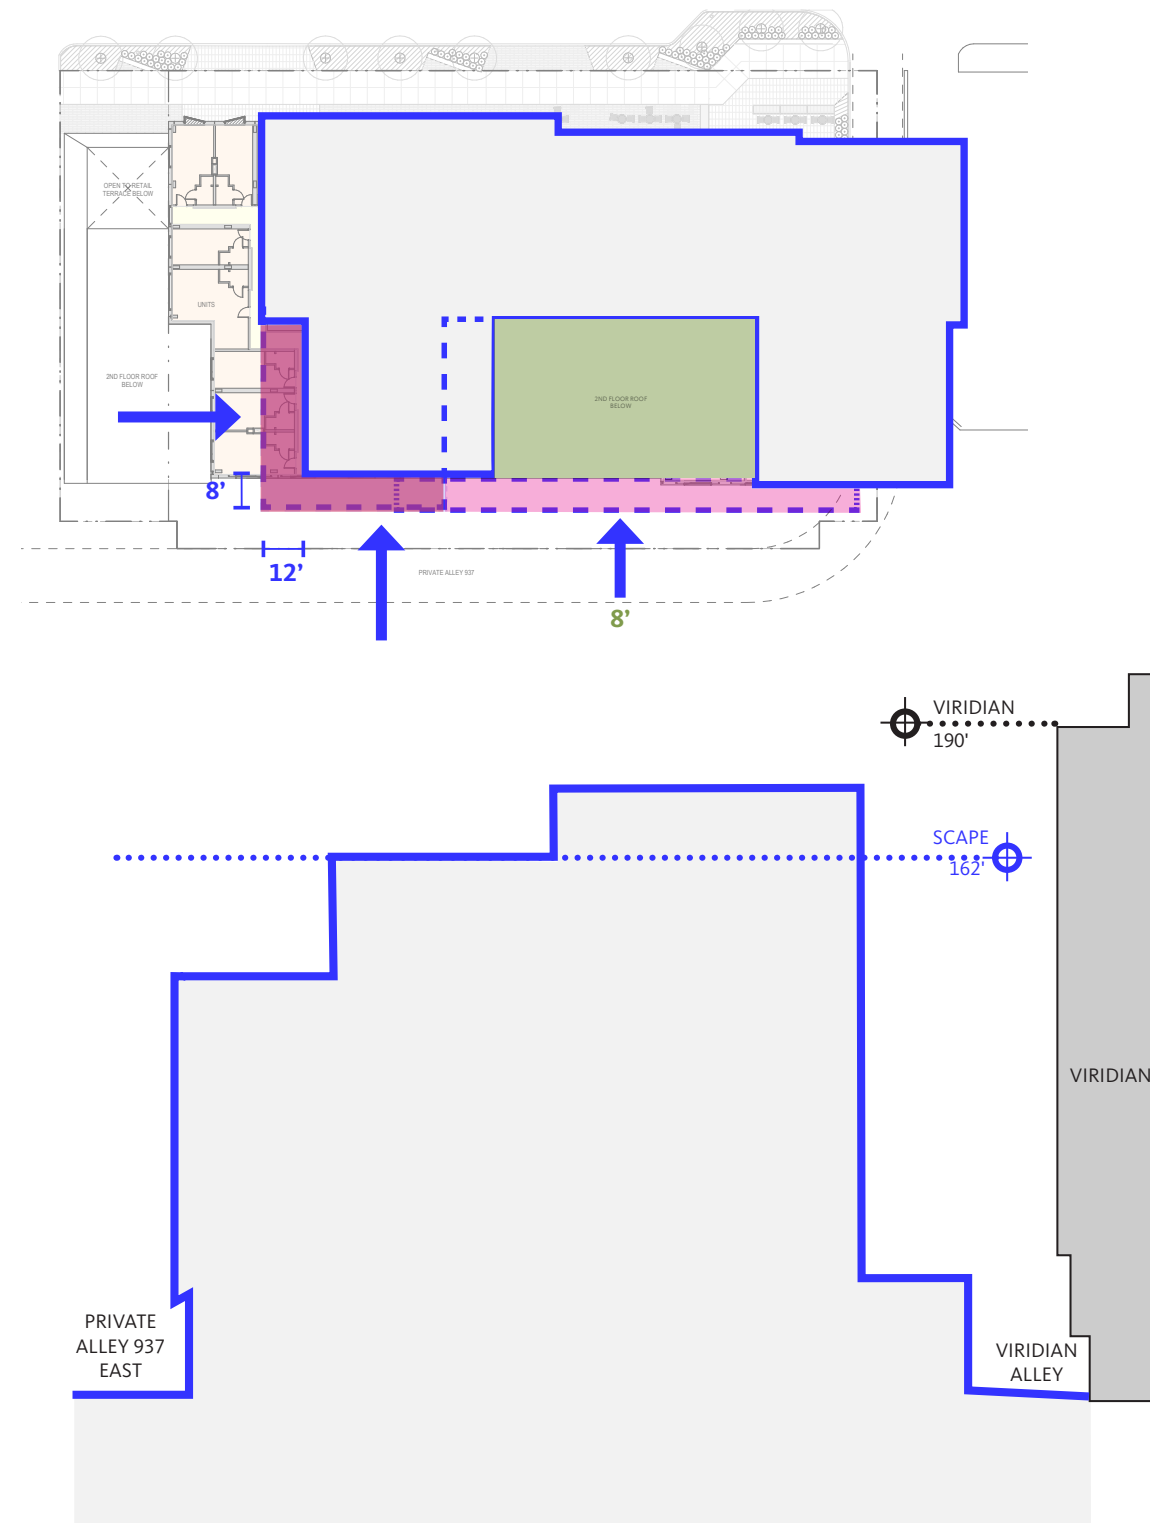 OPEN TO RETAIL
TERRACE BELOW
UNITS
2ND FLOOR ROOF
BELOW
2ND FLOOR ROOF
BELOW
8’
12’
PRIVATE ALLEY 937
8’
VIRIDIAN
190'
SCAPE
162'
VIRIDIAN
PRIVATE
ALLEY 937
EAST
VIRIDIAN
ALLEY